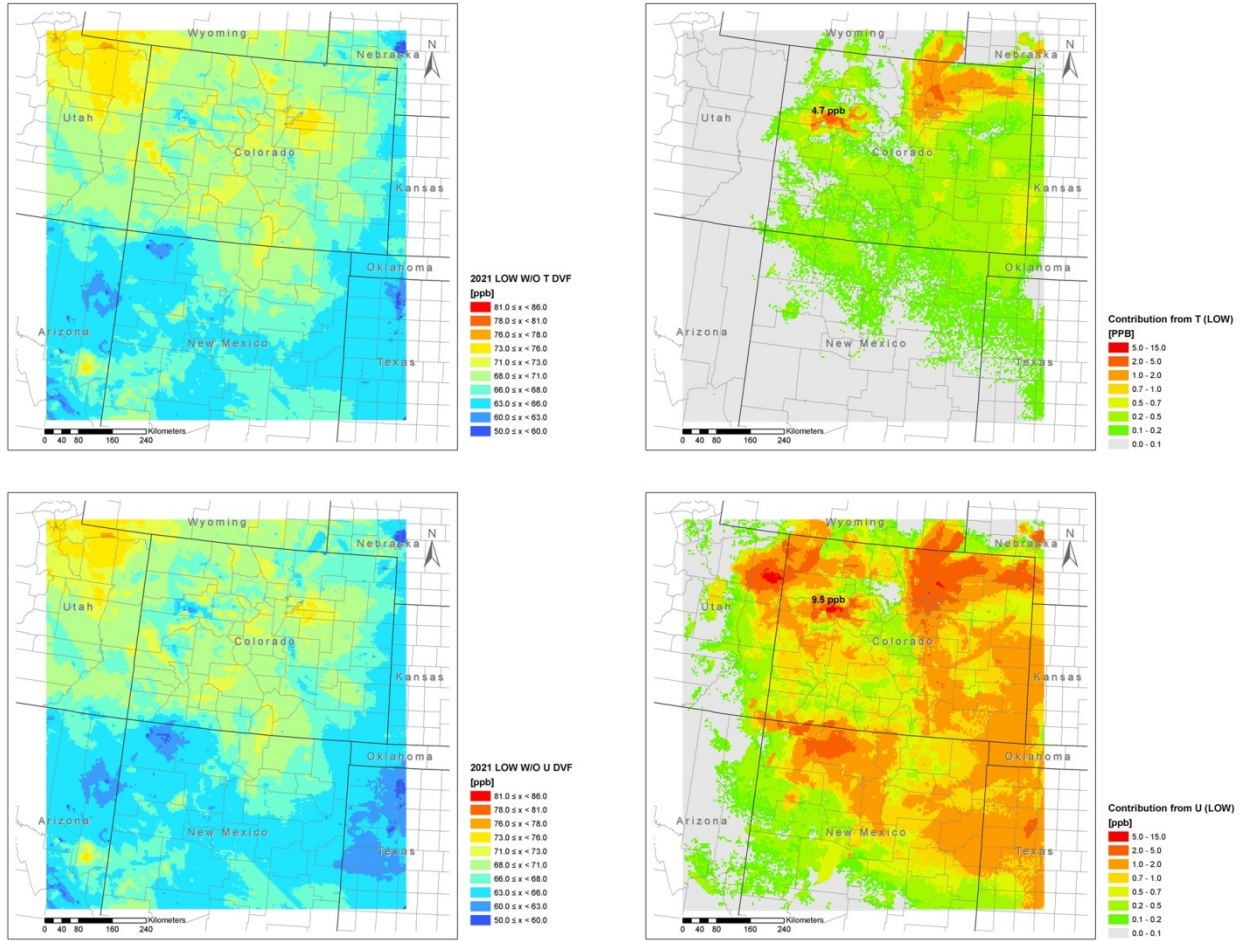 Wyoming
N
Nebraska
Utah
Colorado
Kansas
Oklahoma
Arizona
New Mexico
Texas
0 40 80 160 240 Kilometers
2021 LOW W/O T DVF
[ppb]
81.0 ≤ x < 86.0
78.0 ≤ x < 81.0
76.0 ≤ x < 78.0
73.0 ≤ x < 76.0
71.0 ≤ x < 73.0
68.0 ≤ x < 71.0
66.0 ≤ x < 68.0
63.0 ≤ x < 66.0
60.0 ≤ x < 63.0
50.0 ≤ x < 60.0
Wyoming
N
Nebraska
4.7 ppb
Utah
Colorado
Kansas
Oklahoma
Arizona
New Mexico
Texas
0 40 80 160 240 Kilometers
Contribution from T (LOW)
[PPB]
5.0 - 15.0
2.0 - 5.0
1.0 - 2.0
0.7 - 1.0
0.5 - 0.7
0.2 - 0.5
0.1 - 0.2
0.0 - 0.1
Wyoming
N
Nebraska
Utah
Colorado
Kansas
Oklahoma
Arizona
New Mexico
Texas
0 40 80 160 240 Kilometers
2021 LOW W/O U DVF
[ppb]
81.0 ≤ x < 86.0
78.0 ≤ x < 81.0
76.0 ≤ x < 78.0
73.0 ≤ x < 76.0
71.0 ≤ x < 73.0
68.0 ≤ x < 71.0
66.0 ≤ x < 68.0
63.0 ≤ x < 66.0
60.0 ≤ x < 63.0
50.0 ≤ x < 60.0
Wyoming
N
Nebraska
9.5 ppb
Utah
Colorado
Kansas
Oklahoma
Arizona
New Mexico
Texas
0 40 80 160 240 Kilometers
Contribution from U (LOW)
[ppb]
5.0 - 15.0
2.0 - 5.0
1.0 - 2.0
0.7 - 1.0
0.5 - 0.7
0.2 - 0.5
0.1 - 0.2
0.0 - 0.1